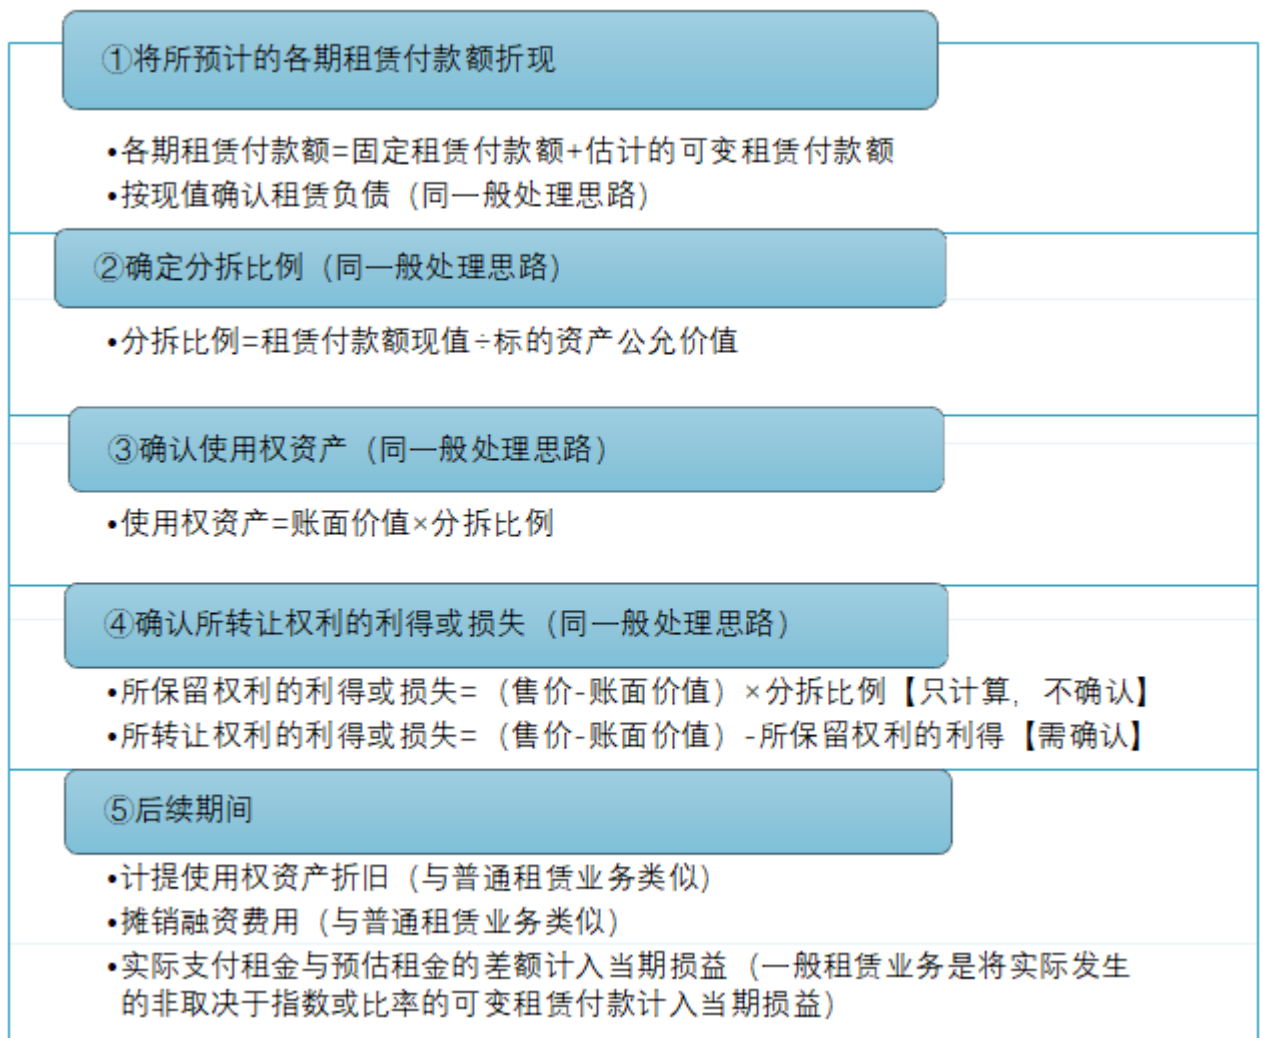 ①将所预计的各期租赁付款额折现
•各期租赁付款额=固定租赁付款额+估计的可变租赁付款额
•按现值确认租赁负债（同一般处理思路）
②确定分拆比例（同一般处理思路）
•分拆比例=租赁付款额现值÷标的资产公允价值
③确认使用权资产（同一般处理思路）
•使用权资产=账面价值×分拆比例
④确认所转让权利的利得或损失（同一般处理思路）
•所保留权利的利得或损失=（售价-账面价值）×分拆比例【只计算，不确认】
•所转让权利的利得或损失=（售价-账面价值）-所保留权利的利得【需确认】
⑤后续期间
•计提使用权资产折旧（与普通租赁业务类似）
•摊销融资费用（与普通租赁业务类似）
•实际支付租金与预估租金的差额计入当期损益（一般租赁业务是将实际发生
的非取决于指数或比率的可变租赁付款计入当期损益）